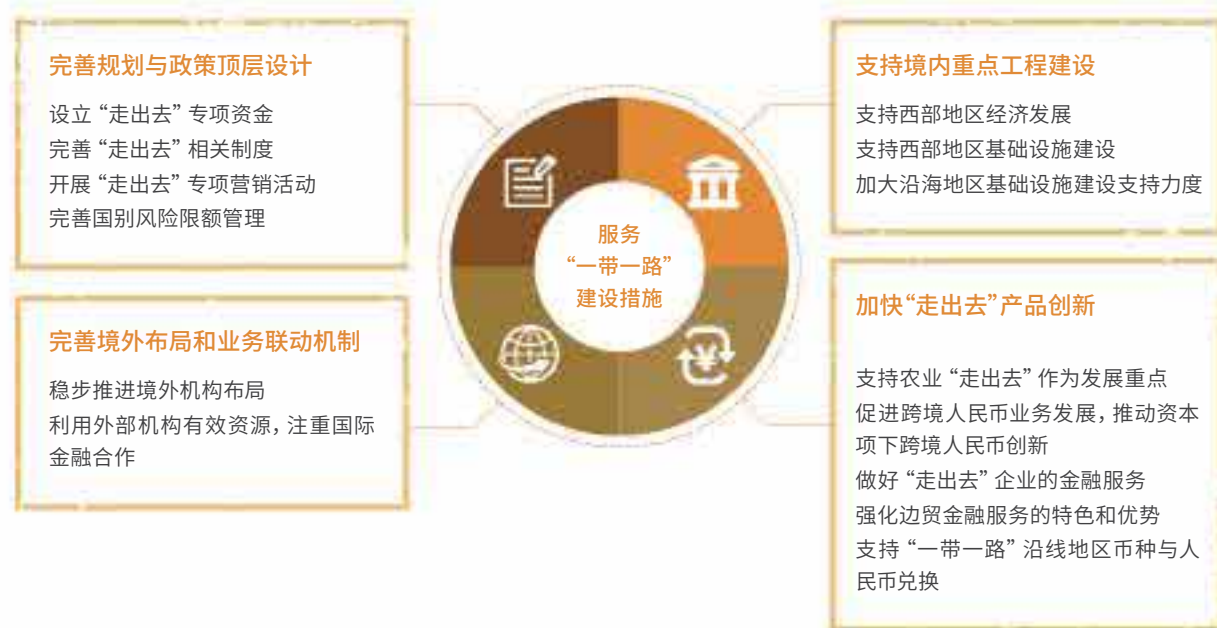 完善规划与政策顶层设计
设立“走出去”专项资金
完善“走出去”相关制度
开展“走出去”专项营销活动
完善国别风险限额管理
完善境外布局和业务联动机制
稳步推进境外机构布局
利用外部机构有效资源，注重国际
金融合作
服务
“一带一路”
建设措施
支持境内重点工程建设
支持西部地区经济发展
支持西部地区基础设施建设
加大沿海地区基础设施建设支持力度
加快“走出去”产品创新
支持农业“走出去”作为发展重点
促进跨境人民币业务发展，推动资本
项下跨境人民币创新
做好“走出去”企业的金融服务
强化边贸金融服务的特色和优势
支持“一带一路”沿线地区币种与人
民币兑换